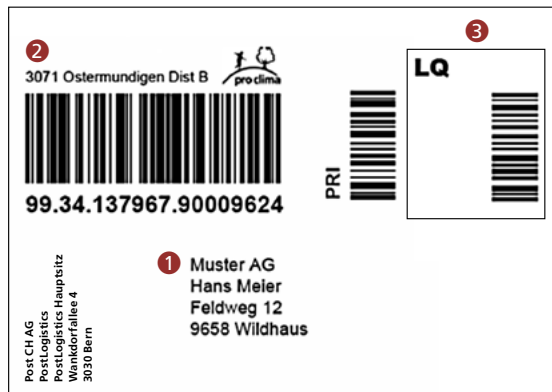 2
3
3071 Ostermundigen Dist B
pro clima
LQ
PRI
99.34.137967.90009624
1
Muster AG
Hans Meier
Feldweg 12
9658 Wildhaus
Post CH AG
PostLogistics
PostLogistics Hauptsitz
Wankdorfallee 4
3030 Bern